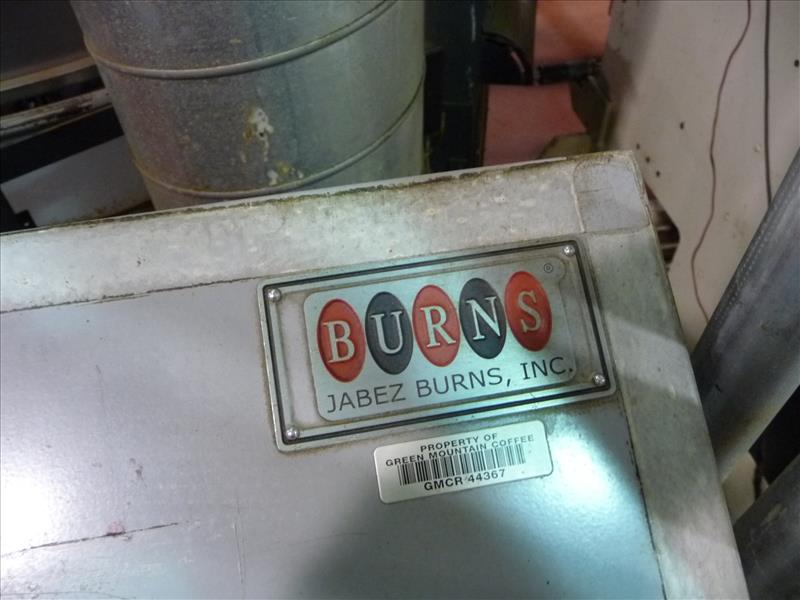 BURNS®
JABEZ BURNS, INC.
PROPERTY OF
GREEN MOUNTAIN COFFEE
GMCR 44367